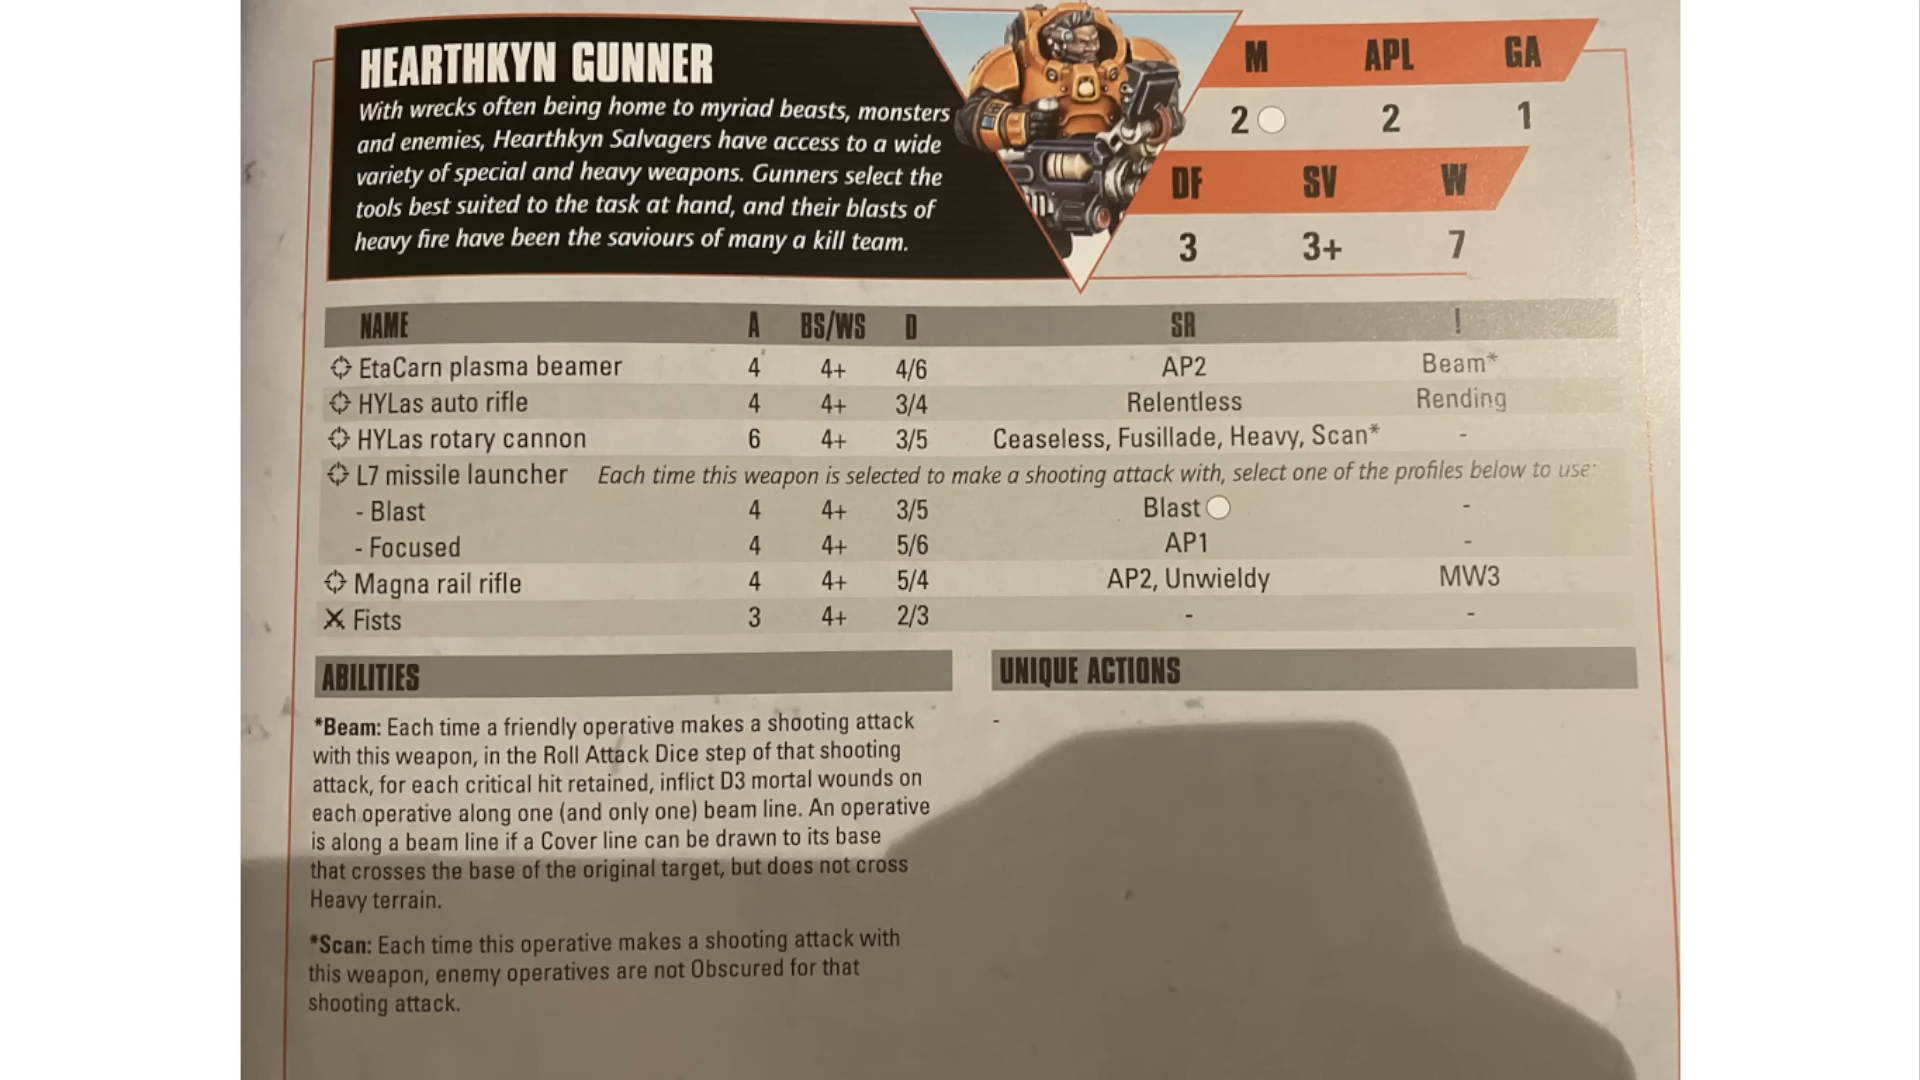 HEARTHKYN GUNNER
With wrecks often being home to myriad beasts, monsters
and enemies, Hearthkyn Salvagers have access to a wide
variety of special and heavy weapons. Gunners select the
tools best suited to the task at hand, and their blasts of
heavy fire have been the saviours of many a kill team.
M APL GA
2 2 1
DF SV W
3 3+ 7
NAME A BS/WS D SR !
EtaCarn plasma beamer 4 4+ 4/6 AP2 Beam*
HYLas auto rifle 4 4+ 3/4 Relentless Rending
HYLas rotary cannon 6 4+ 3/5 Ceaseless, Fusillade, Heavy, Scan* -
L7 missile launcher Each time this weapon is selected to make a shooting attack with, select one of the profiles below to use:
- Blast 4 4+ 3/5 Blast -
- Focused 4 4+ 5/6 AP1 -
Magna rail rifle 4 4+ 5/4 AP2, Unwieldy MW3
Fists 3 4+ 2/3 - -
ABILITIES
*Beam: Each time a friendly operative makes a shooting attack
with this weapon, in the Roll Attack Dice step of that shooting
attack, for each critical hit retained, inflict D3 mortal wounds on
each operative along one (and only one) beam line. An operative
is along a beam line if a Cover line can be drawn to its base
that crosses the base of the original target, but does not cross
Heavy terrain.
*Scan: Each time this operative makes a shooting attack with
this weapon, enemy operatives are not Obscured for that
shooting attack.
UNIQUE ACTIONS
-